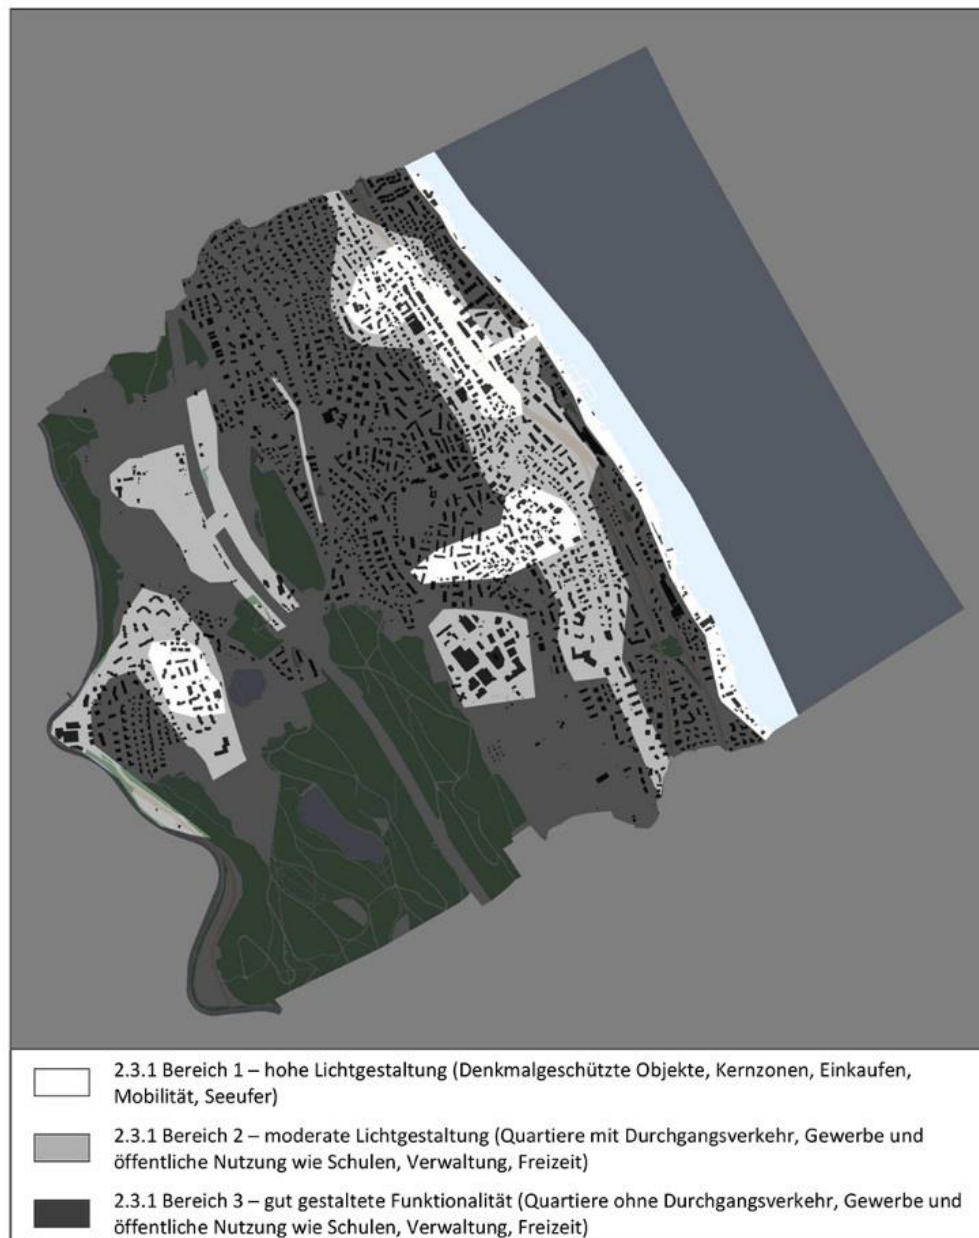 2.3.1 Bereich 1 – hohe Lichtgestaltung (Denkmalgeschützte Objekte, Kernzonen, Einkaufen,
Mobilität, Seeufer)
2.3.1 Bereich 2 – moderate Lichtgestaltung (Quartiere mit Durchgangsverkehr, Gewerbe und
öffentliche Nutzung wie Schulen, Verwaltung, Freizeit)
2.3.1 Bereich 3 – gut gestaltete Funktionalität (Quartiere ohne Durchgangsverkehr, Gewerbe und
öffentliche Nutzung wie Schulen, Verwaltung, Freizeit)